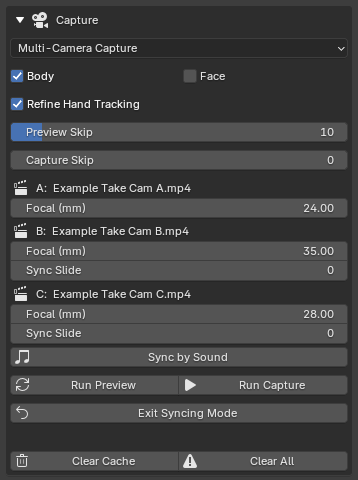 Capture
Multi-Camera Capture
Body Face
Refine Hand Tracking
Preview Skip 10
Capture Skip 0
A: Example Take Cam A.mp4
Focal (mm) 24.00
B: Example Take Cam B.mp4
Focal (mm) 35.00
Sync Slide 0
C: Example Take Cam C.mp4
Focal (mm) 28.00
Sync Slide 0
Sync by Sound
Run Preview Run Capture
Exit Syncing Mode
Clear Cache Clear All